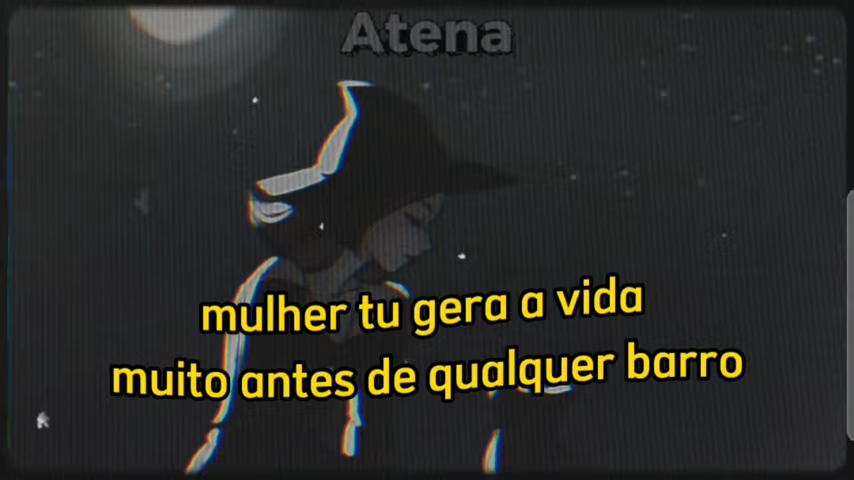 Atena
mulher tu gera a vida
muito antes de qualquer barro